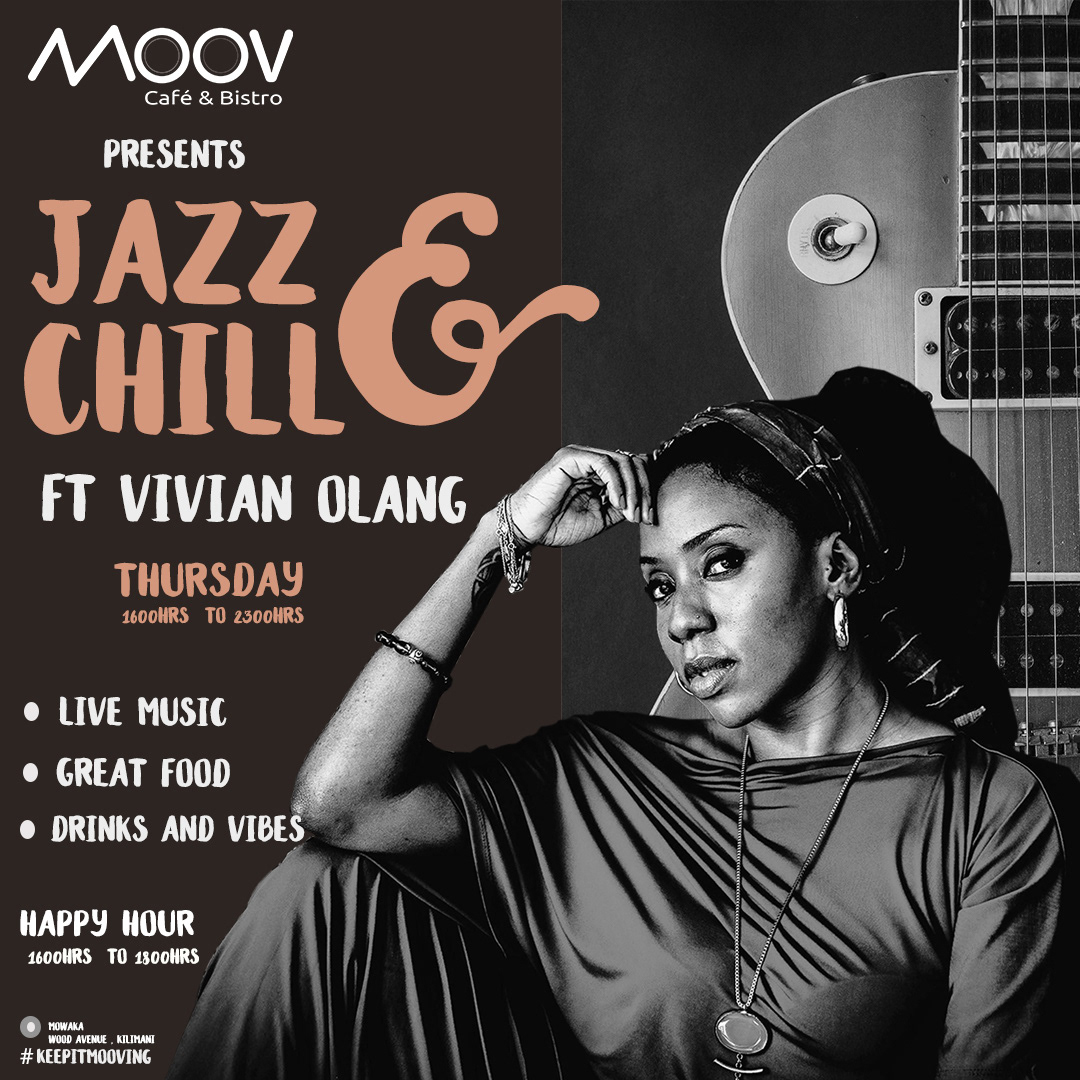 MOOV
Café & Bistro
PRESENTS
JAZZ &
CHILL
FT VIVIAN OLANG
THURSDAY
1600HRS TO 2300HRS
• LIVE MUSIC
• GREAT FOOD
• DRINKS AND VIBES
HAPPY HOUR
1600HRS TO 1800HRS
MOWAKA
WOOD AVENUE , KILIMANI
#KEEPITMOOVING